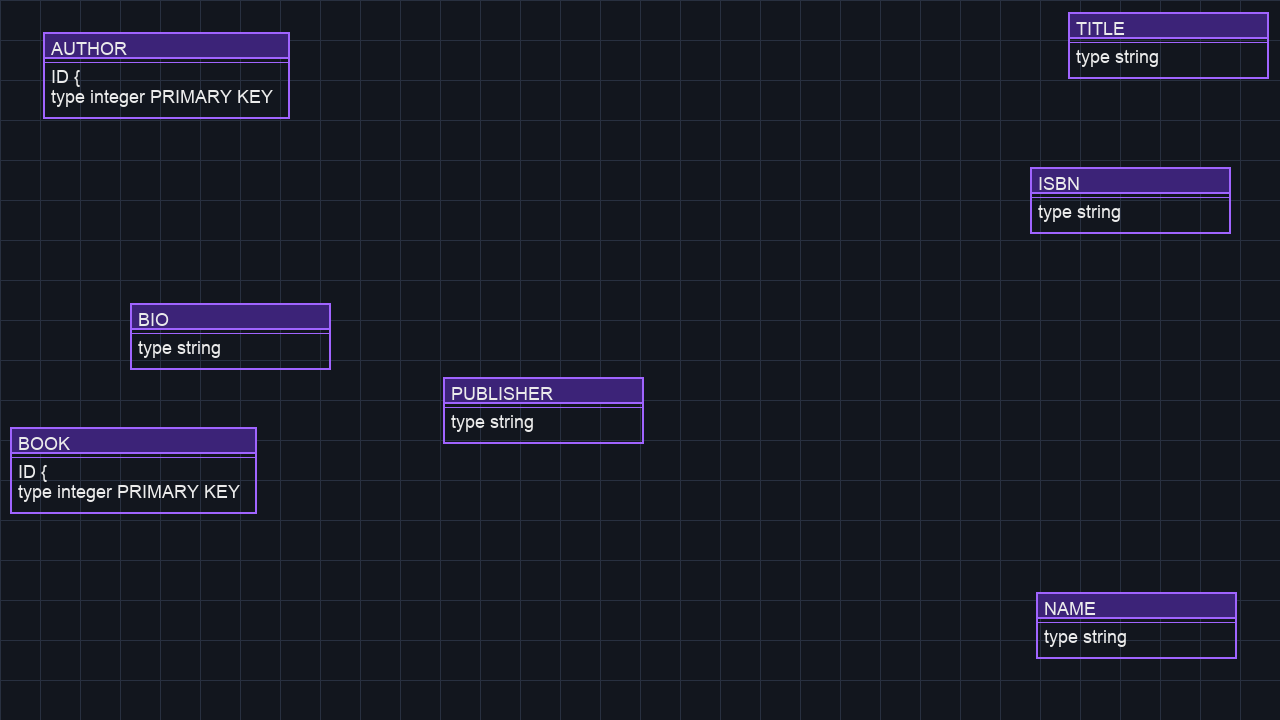 AUTHOR
ID {
type integer PRIMARY KEY
TITLE
type string
ISBN
type string
BIO
type string
PUBLISHER
type string
BOOK
ID {
type integer PRIMARY KEY
NAME
type string